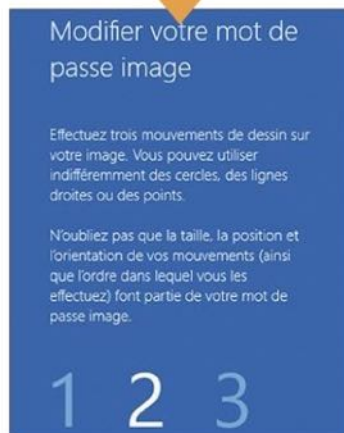 Modifier votre mot de
passe image
Effectuez trois mouvements de dessin sur
votre image. Vous pouvez utiliser
indifféremment des cercles, des lignes
droites ou des points.
N'oubliez pas que la taille, la position et
l'orientation de vos mouvements (ainsi
que l'ordre dans lequel vous les
effectuez) font partie de votre mot de
passe image.
1 2 3